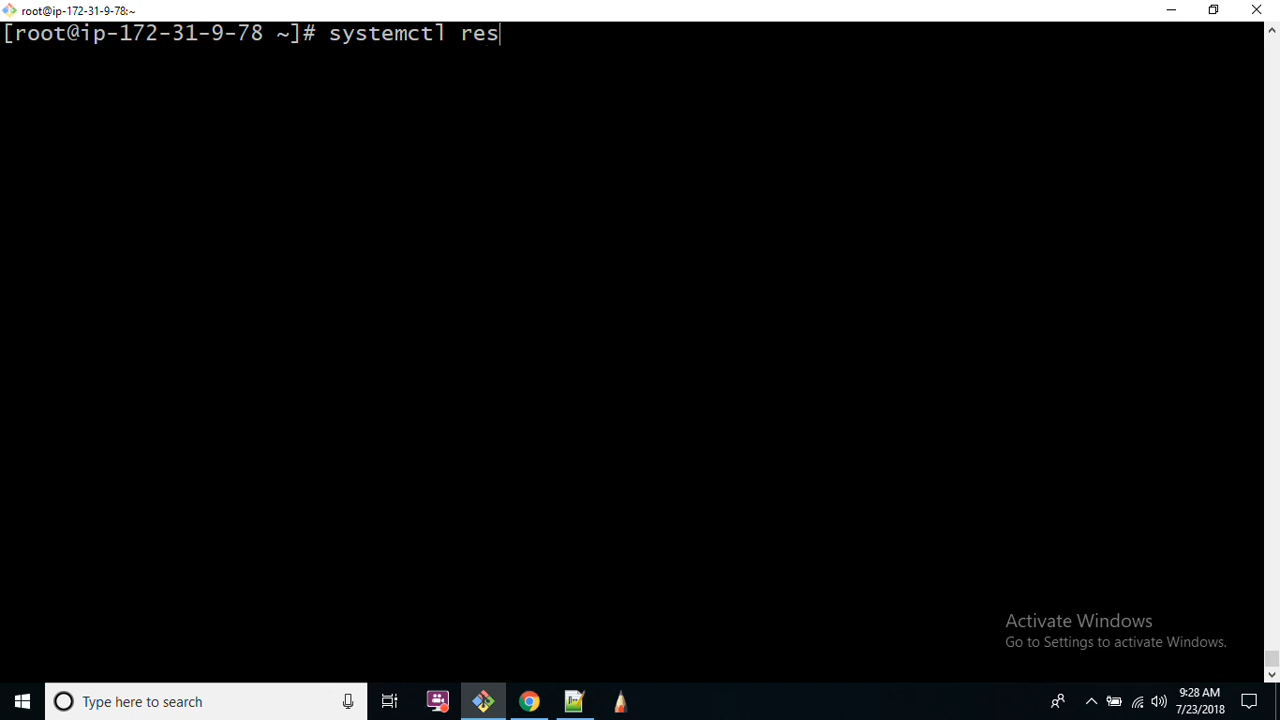 root@ip-172-31-9-78:~
[root@ip-172-31-9-78 ~]# systemctl res
Activate Windows
Go to Settings to activate Windows.
Type here to search
9:28 AM
7/23/2018